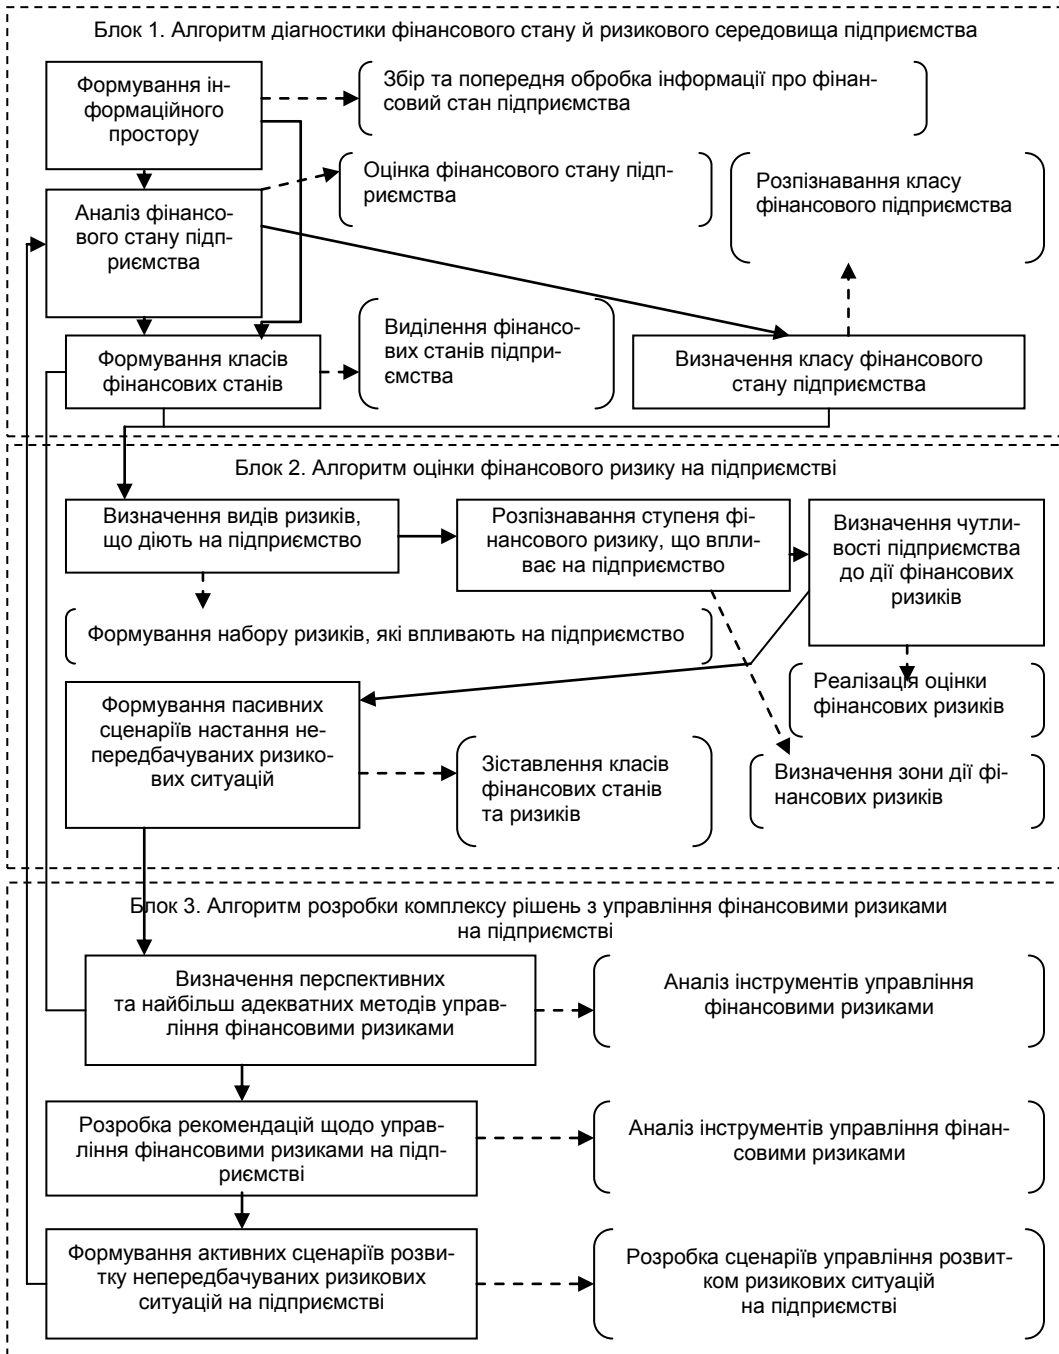 Блок 1. Алгоритм діагностики фінансового стану й ризикового середовища підприємства
Формування ін-
формаційного
простору
Збір та попередня обробка інформації про фінан-
совий стан підприємства
Оцінка фінансового стану підп-
риємства
Розпізнавання класу
фінансового підприємства
Аналіз фінансо-
вого стану підп-
риємства
Формування класів
фінансових станів
Виділення фінансо-
вих станів підпри-
ємства
Визначення класу фінансового
стану підприємства
Блок 2. Алгоритм оцінки фінансового ризику на підприємстві
Визначення видів ризиків,
що діють на підприємство
Розпізнавання ступеня фі-
нансового ризику, що впли-
ває на підприємство
Визначення чутли-
вості підприємства
до дії фінансових
ризиків
Формування набору ризиків, які впливають на підприємство
Реалізація оцінки
фінансових ризиків
Формування пасивних
сценаріїв настання не-
передбачуваних ризико-
вих ситуацій
Зіставлення класів
фінансових станів
та ризиків
Визначення зони дії фі-
нансових ризиків
Блок 3. Алгоритм розробки комплексу рішень з управління фінансовими ризиками
на підприємстві
Визначення перспективних
та найбільш адекватних методів управ-
ління фінансовими ризиками
Аналіз інструментів управління
фінансовими ризиками
Розробка рекомендацій щодо управ-
ління фінансовими ризиками на підп-
риємстві
Аналіз інструментів управління фінан-
совими ризиками
Формування активних сценаріїв розви-
тку непередбачуваних ризикових
ситуацій на підприємстві
Розробка сценаріїв управління розвит-
ком ризикових ситуацій
на підприємстві